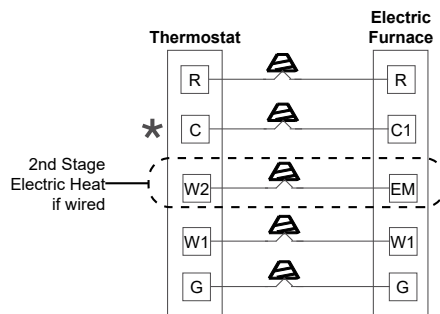 Thermostat
Electric
Furnace
R
R
*
C
C1
2nd Stage
Electric Heat
if wired
W2
EM
W1
W1
G
G